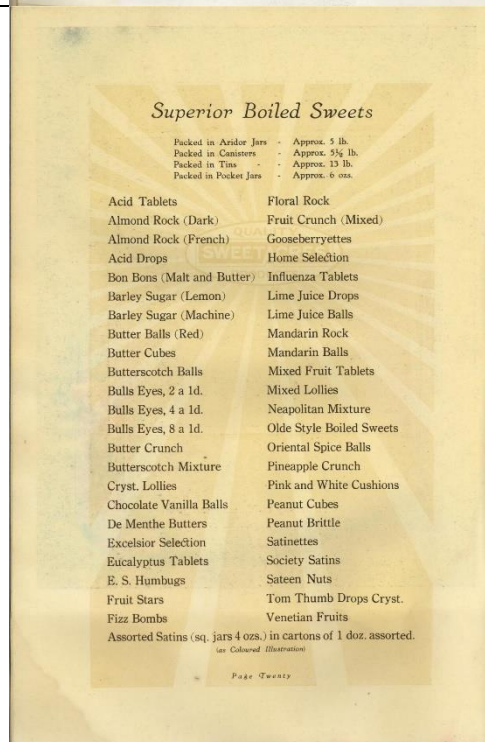 Superior Boiled Sweets
Packed in Aridor Jars - Approx. 5 lb.
Packed in Canisters - Approx. 5½ lb.
Packed in Tins - - Approx. 13 lb.
Packed in Pocket Jars - Approx. 6 ozs.
QUALITY
SWEET
Acid Tablets
Almond Rock (Dark)
Almond Rock (French)
Acid Drops
Bon Bons (Malt and Butter)
Barley Sugar (Lemon)
Barley Sugar (Machine)
Butter Balls (Red)
Butter Cubes
Butterscotch Balls
Bulls Eyes, 2 a 1d.
Bulls Eyes, 4 a 1d.
Bulls Eyes, 8 a 1d.
Butter Crunch
Butterscotch Mixture
Cryst. Lollies
Chocolate Vanilla Balls
De Menthe Butters
Excelsior Selection
Eucalyptus Tablets
E. S. Humbugs
Fruit Stars
Fizz Bombs
Floral Rock
Fruit Crunch (Mixed)
Gooseberryettes
Home Selection
Influenza Tablets
Lime Juice Drops
Lime Juice Balls
Mandarin Rock
Mandarin Balls
Mixed Fruit Tablets
Mixed Lollies
Neapolitan Mixture
Olde Style Boiled Sweets
Oriental Spice Balls
Pineapple Crunch
Pink and White Cushions
Peanut Cubes
Peanut Brittle
Satinettes
Society Satins
Sateen Nuts
Tom Thumb Drops Cryst.
Venetian Fruits
Assorted Satins (sq. jars 4 ozs.) in cartons of 1 doz. assorted.
(as Coloured Illustration)
Page Twenty